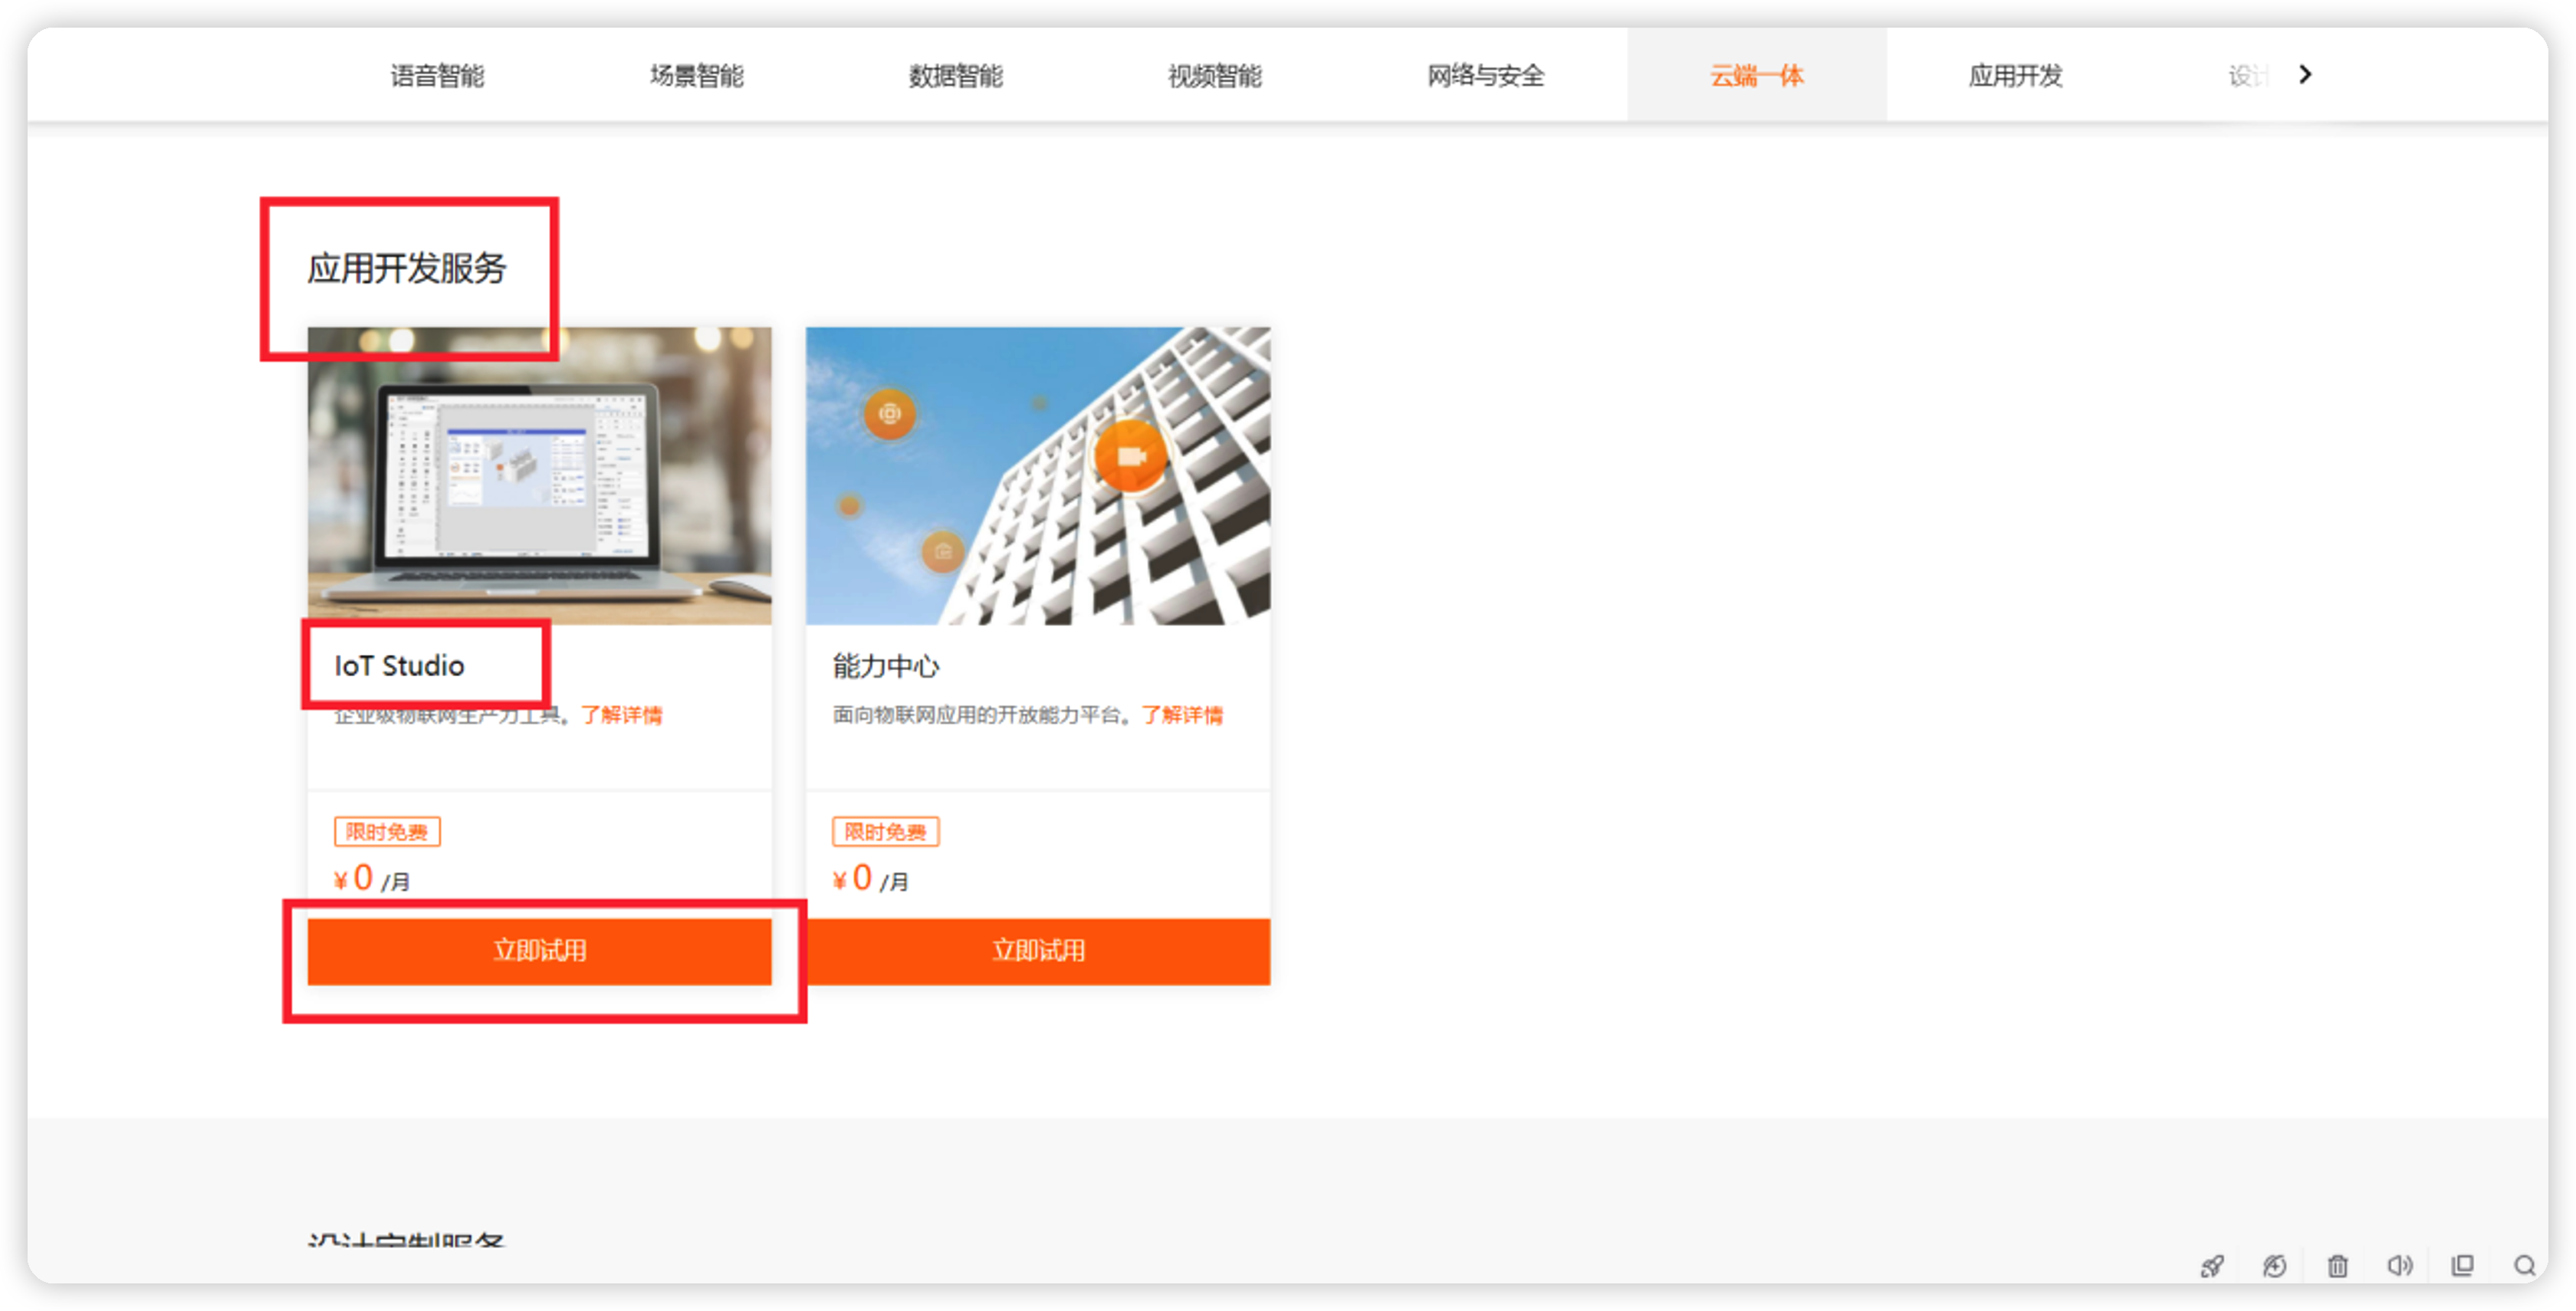 语音智能
场景智能
数据智能
视频智能
网络与安全
云端一体
应用开发
设计
应用开发服务
IoT Studio
企业级物联网生产力工具。了解详情
限时免费
¥ 0 /月
立即试用
能力中心
面向物联网应用的开放能力平台。了解详情
限时免费
¥ 0 /月
立即试用
设计定制服务